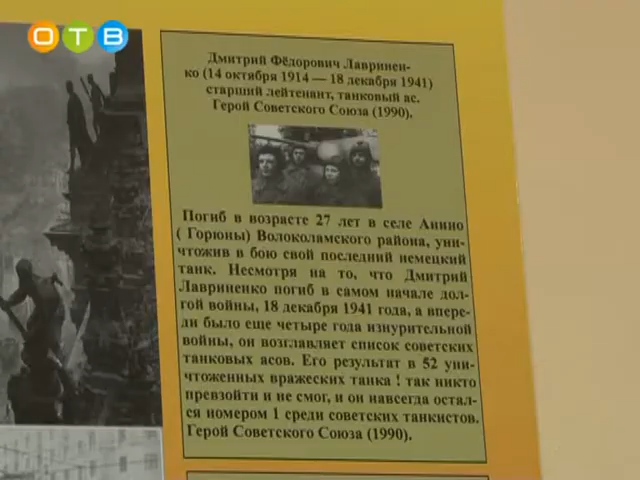 ОТВ
Дмитрий Фёдорович Лавринен-
ко (14 октября 1914 — 18 декабря 1941)
старший лейтенант, танковый ас.
Герой Советского Союза (1990).
Погиб в возрасте 27 лет в селе Анино
( Горюны) Волоколамского района, уни-
чтожив в бою свой последний немецкий
танк. Несмотря на то, что Дмитрий
Лавриненко погиб в самом начале дол-
гой войны, 18 декабря 1941 года, а впере-
ди было еще четыре года изнурительной
войны, он возглавляет список советских
танковых асов. Его результат в 52 уни-
чтоженных вражеских танка ! так никто
превзойти и не смог, и он навсегда остал-
ся номером 1 среди советских танкистов.
Герой Советского Союза (1990).